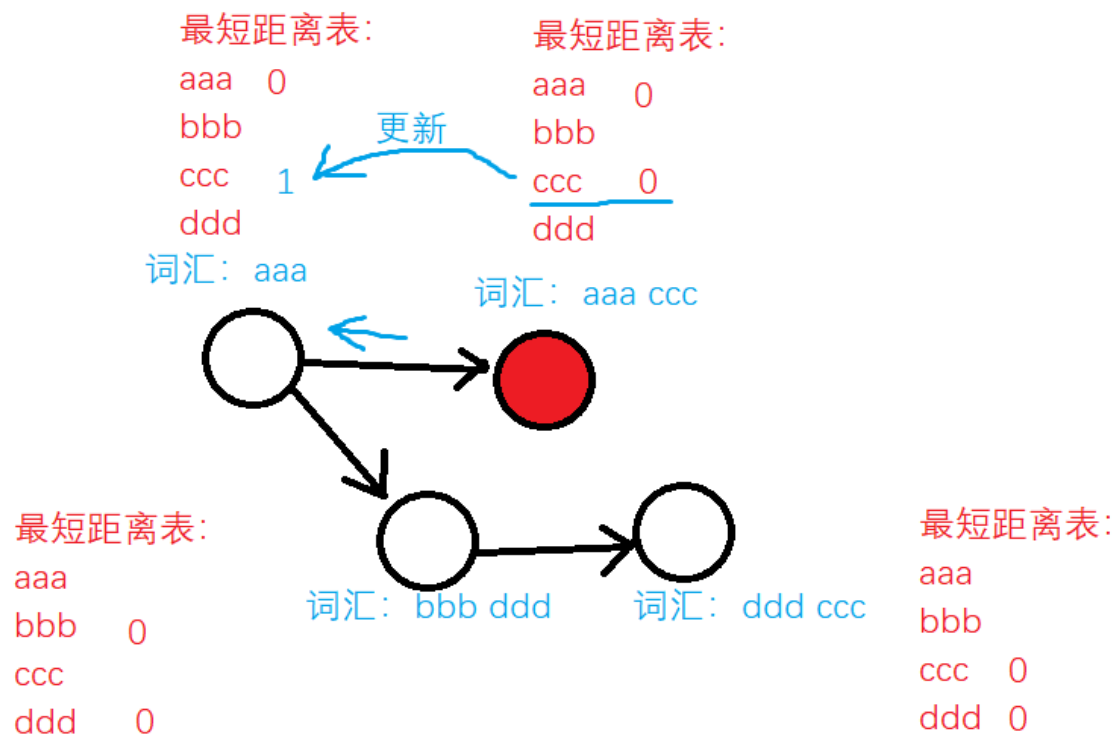 最短距离表：
aaa 0
bbb
ccc 1
ddd
最短距离表：
aaa 0
bbb
ccc 0
ddd
更新
词汇：aaa
词汇：aaa ccc
最短距离表：
aaa
bbb 0
ccc
ddd 0
词汇：bbb ddd
词汇：ddd ccc
最短距离表：
aaa
bbb
ccc 0
ddd 0